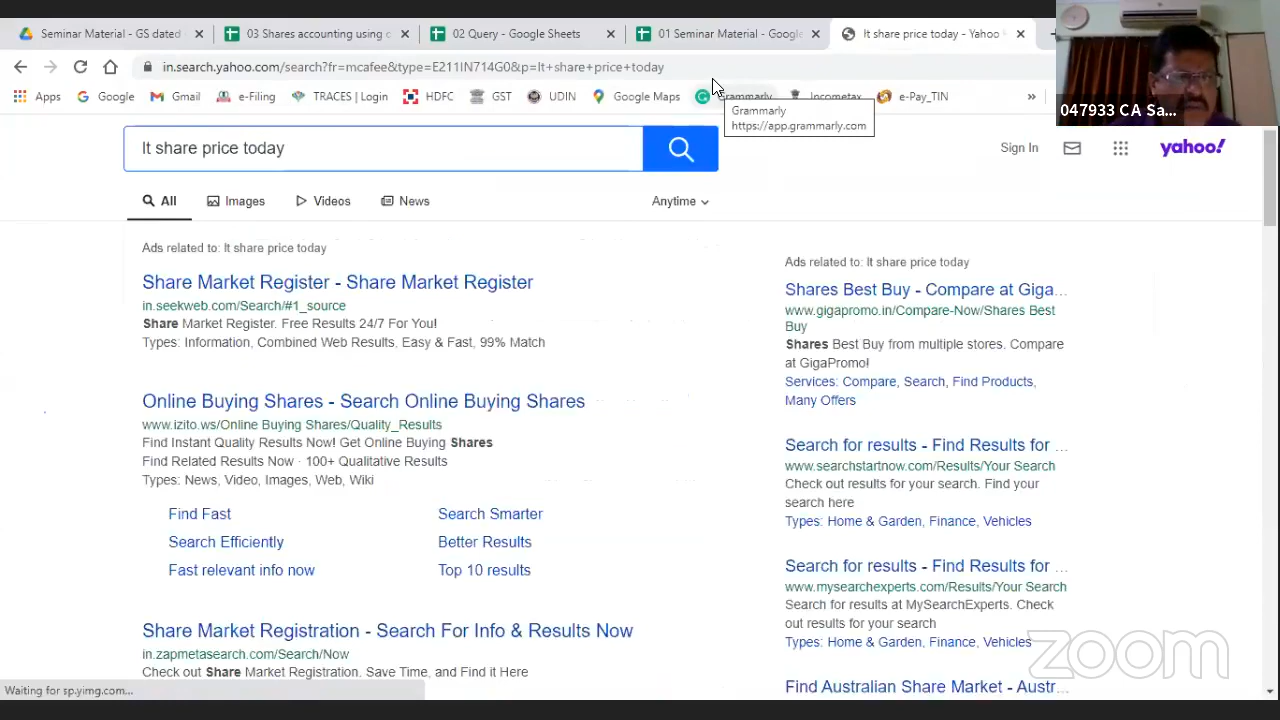 Seminar Material - GS dated
03 Shares accounting using c
02 Query - Google Sheets
01 Seminar Material - Google
lt share price today - Yahoo
in.search.yahoo.com/search?fr=mcafee&type=E211IN714G0&p=lt+share+price+today
Apps
Google
Gmail
e-Filing
TRACES | Login
HDFC
GST
UDIN
Google Maps
Grammarly
Incometax
e-Pay_TIN
»
Grammarly
https://app.grammarly.com
047933 CA Sa...
lt share price today
Sign In
yahoo!
All
Images
Videos
News
Anytime
Ads related to: lt share price today
Share Market Register - Share Market Register
in.seekweb.com/Search/#1_source
Share Market Register. Free Results 24/7 For You!
Types: Information, Combined Web Results. Easy & Fast, 99% Match
Online Buying Shares - Search Online Buying Shares
www.izito.ws/Online Buying Shares/Quality_Results
Find Instant Quality Results Now! Get Online Buying Shares
Find Related Results Now · 100+ Qualitative Results
Types: News, Video, Images, Web, Wiki
Find Fast
Search Smarter
Search Efficiently
Better Results
Fast relevant info now
Top 10 results
Share Market Registration - Search For Info & Results Now
in.zapmetasearch.com/Search/Now
Check out Share Market Registration. Save Time, and Find it Here
Ads related to: lt share price today
Shares Best Buy - Compare at Giga...
www.gigapromo.in/Compare-Now/Shares Best
Buy
Shares Best Buy from multiple stores. Compare
at GigaPromo!
Services: Compare, Search, Find Products,
Many Offers
Search for results - Find Results for ...
www.searchstartnow.com/Results/Your Search
Check out results for your search. Find your
search here
Types: Home & Garden, Finance, Vehicles
Search for results - Find Results for ...
www.mysearchexperts.com/Results/Your Search
Search for results at MySearchExperts. Check
out results for your search
Types: Home & Garden, Finance, Vehicles
Find Australian Share Market - Austr...
Waiting for sp.yimg.com...
zoom